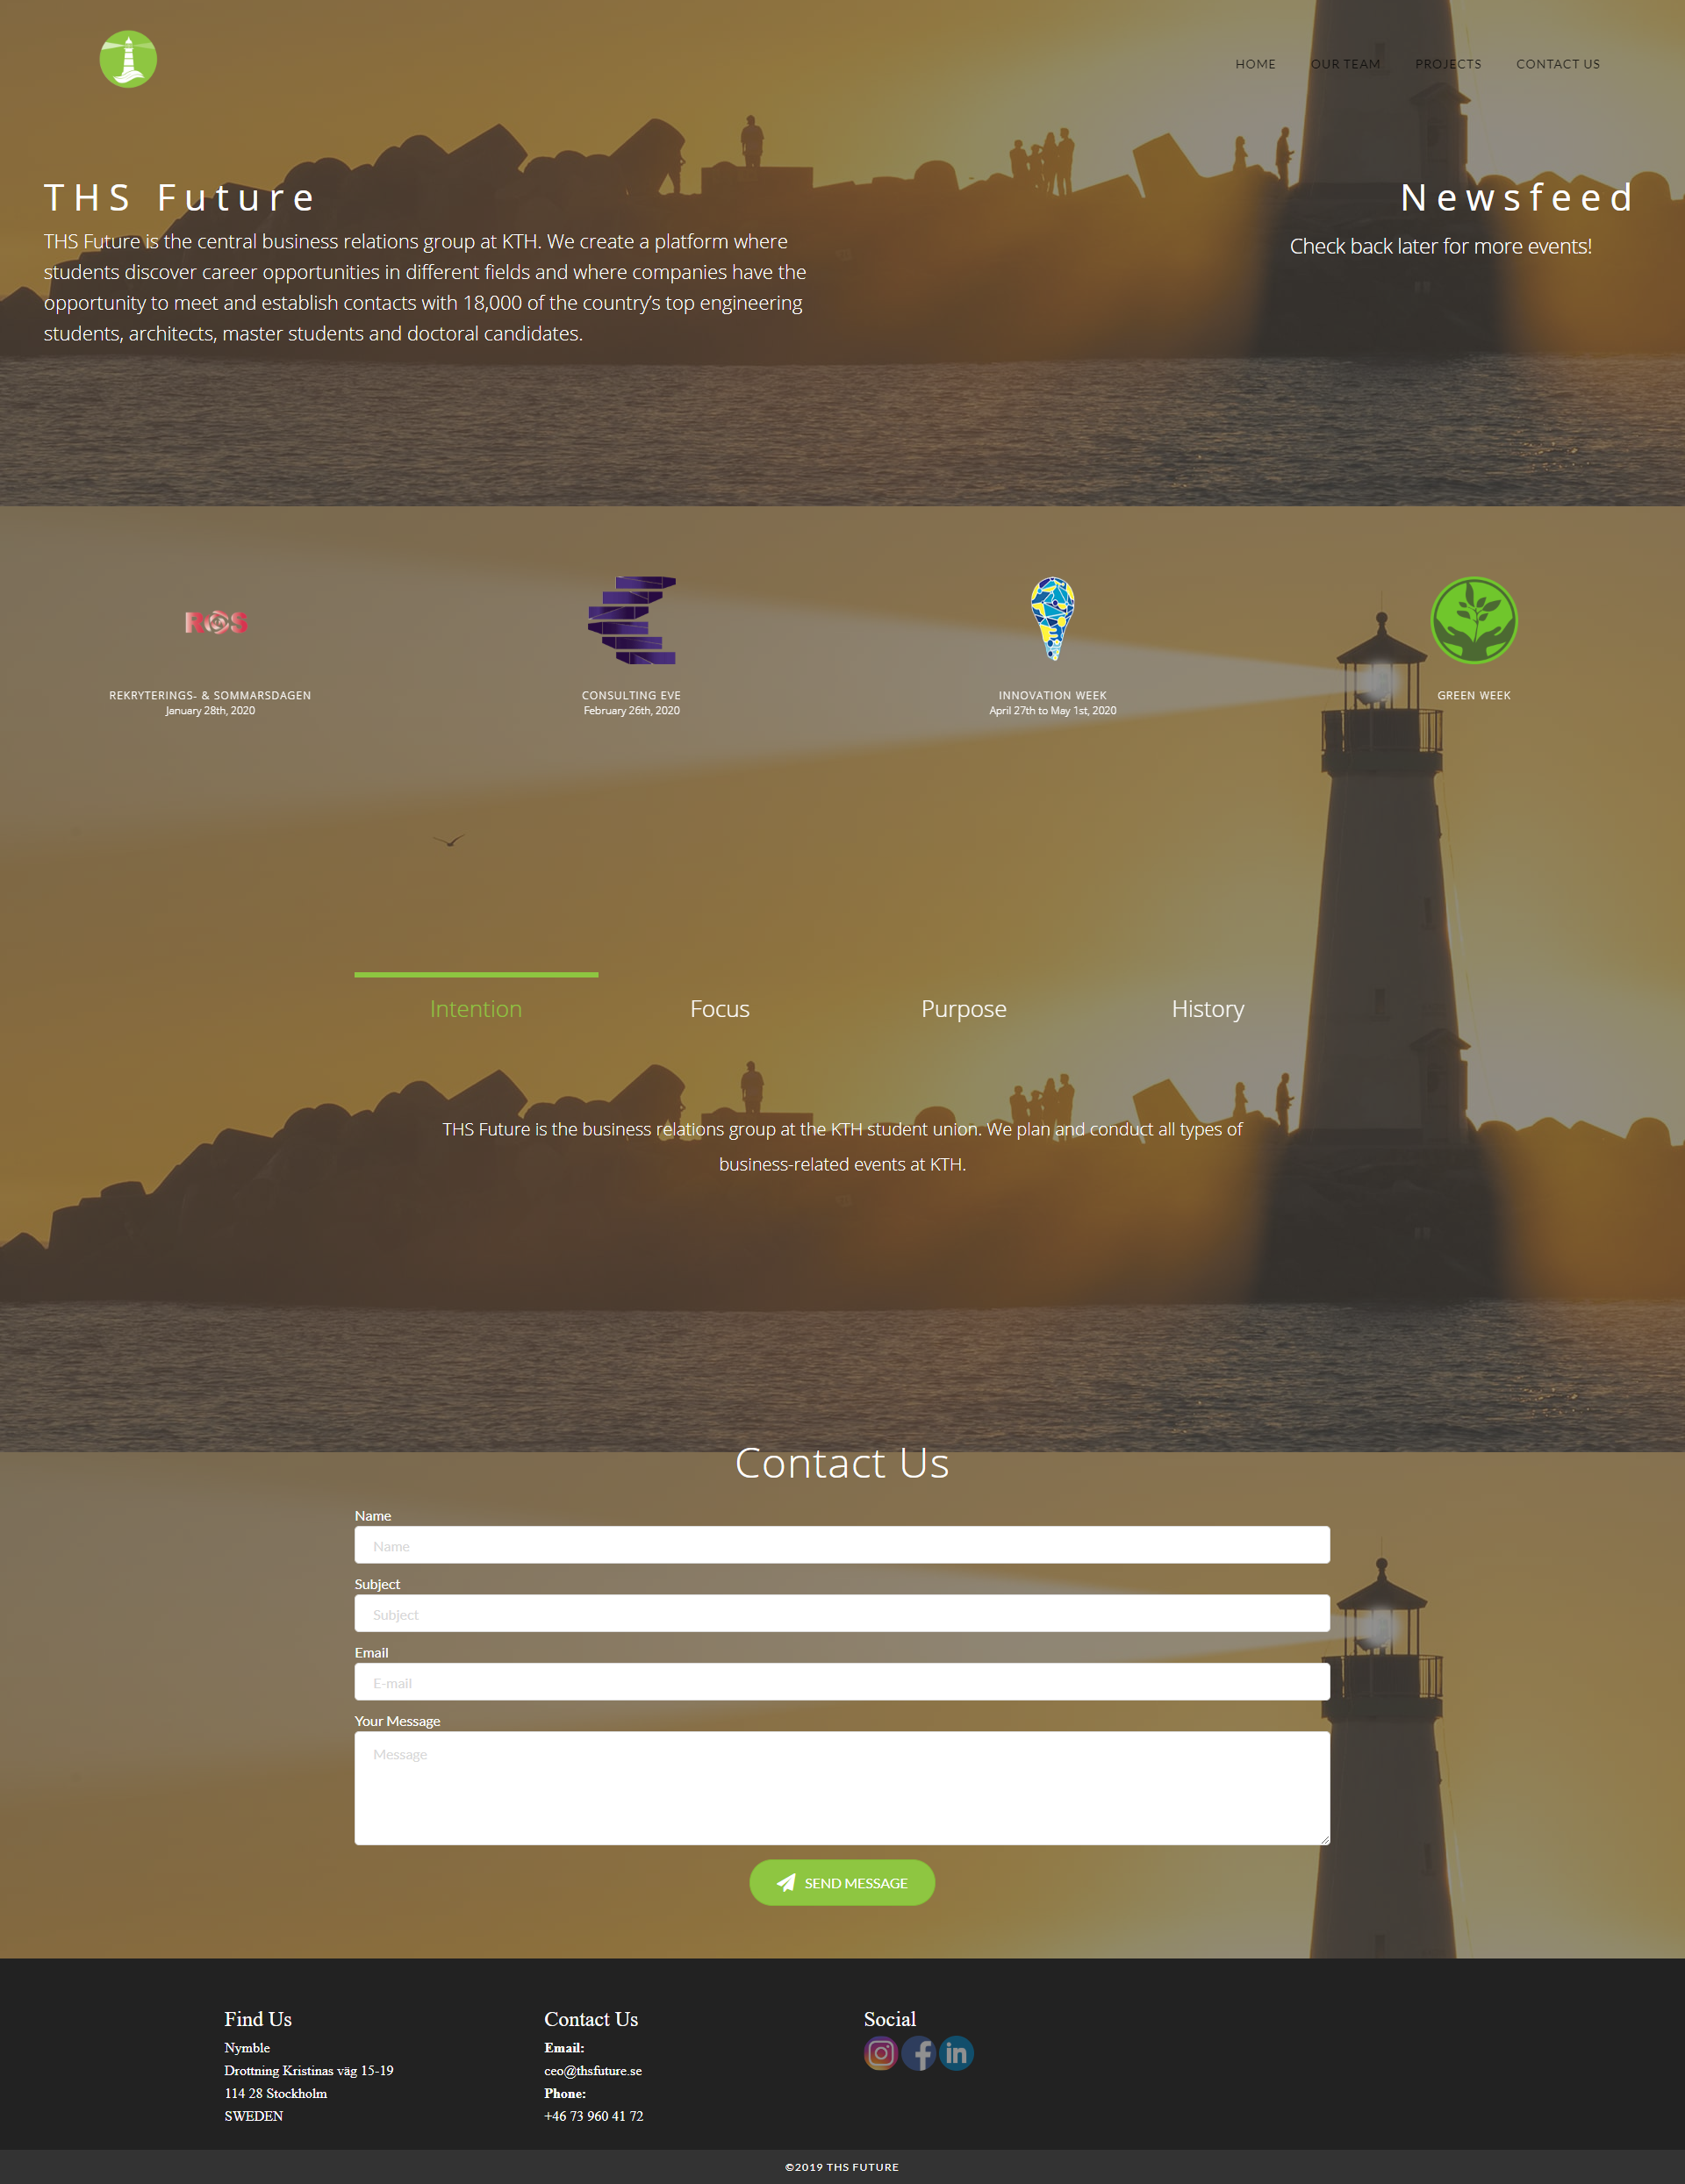 HOME
OUR TEAM
PROJECTS
CONTACT US
THS Future
THS Future is the central business relations group at KTH. We create a platform where
students discover career opportunities in different fields and where companies have the
opportunity to meet and establish contacts with 18,000 of the country's top engineering
students, architects, master students and doctoral candidates.
Newsfeed
Check back later for more events!
ROS
REKRYTERINGS- & SOMMARSDAGEN
January 28th, 2020
CONSULTING EVE
February 26th, 2020
INNOVATION WEEK
April 27th to May 1st, 2020
GREEN WEEK
Intention
Focus
Purpose
History
THS Future is the business relations group at the KTH student union. We plan and conduct all types of
business-related events at KTH.
Contact Us
Name
Name
Subject
Subject
Email
E-mail
Your Message
Message
SEND MESSAGE
Find Us
Nymble
Drottning Kristinas väg 15-19
114 28 Stockholm
SWEDEN
Contact Us
Email:
ceo@thsfuture.se
Phone:
+46 73 960 41 72
Social
©2019 THS FUTURE